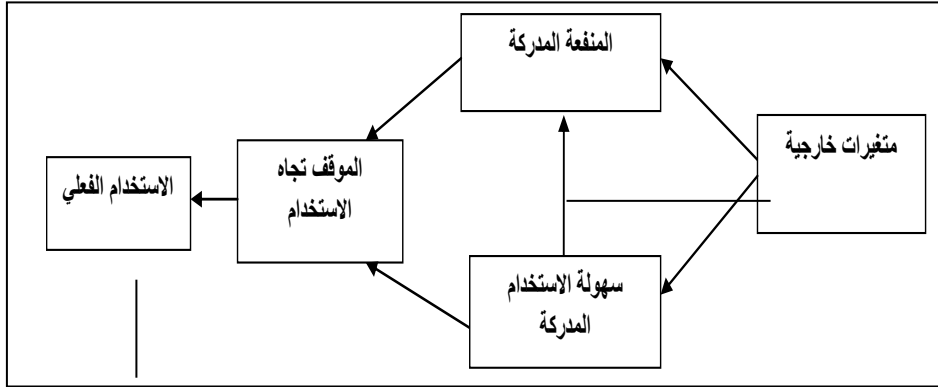 المنفعة المدركة
متغيرات خارجية
الموقف تجاه
الاستخدام
الاستخدام الفعلي
سهولة الاستخدام
المدركة